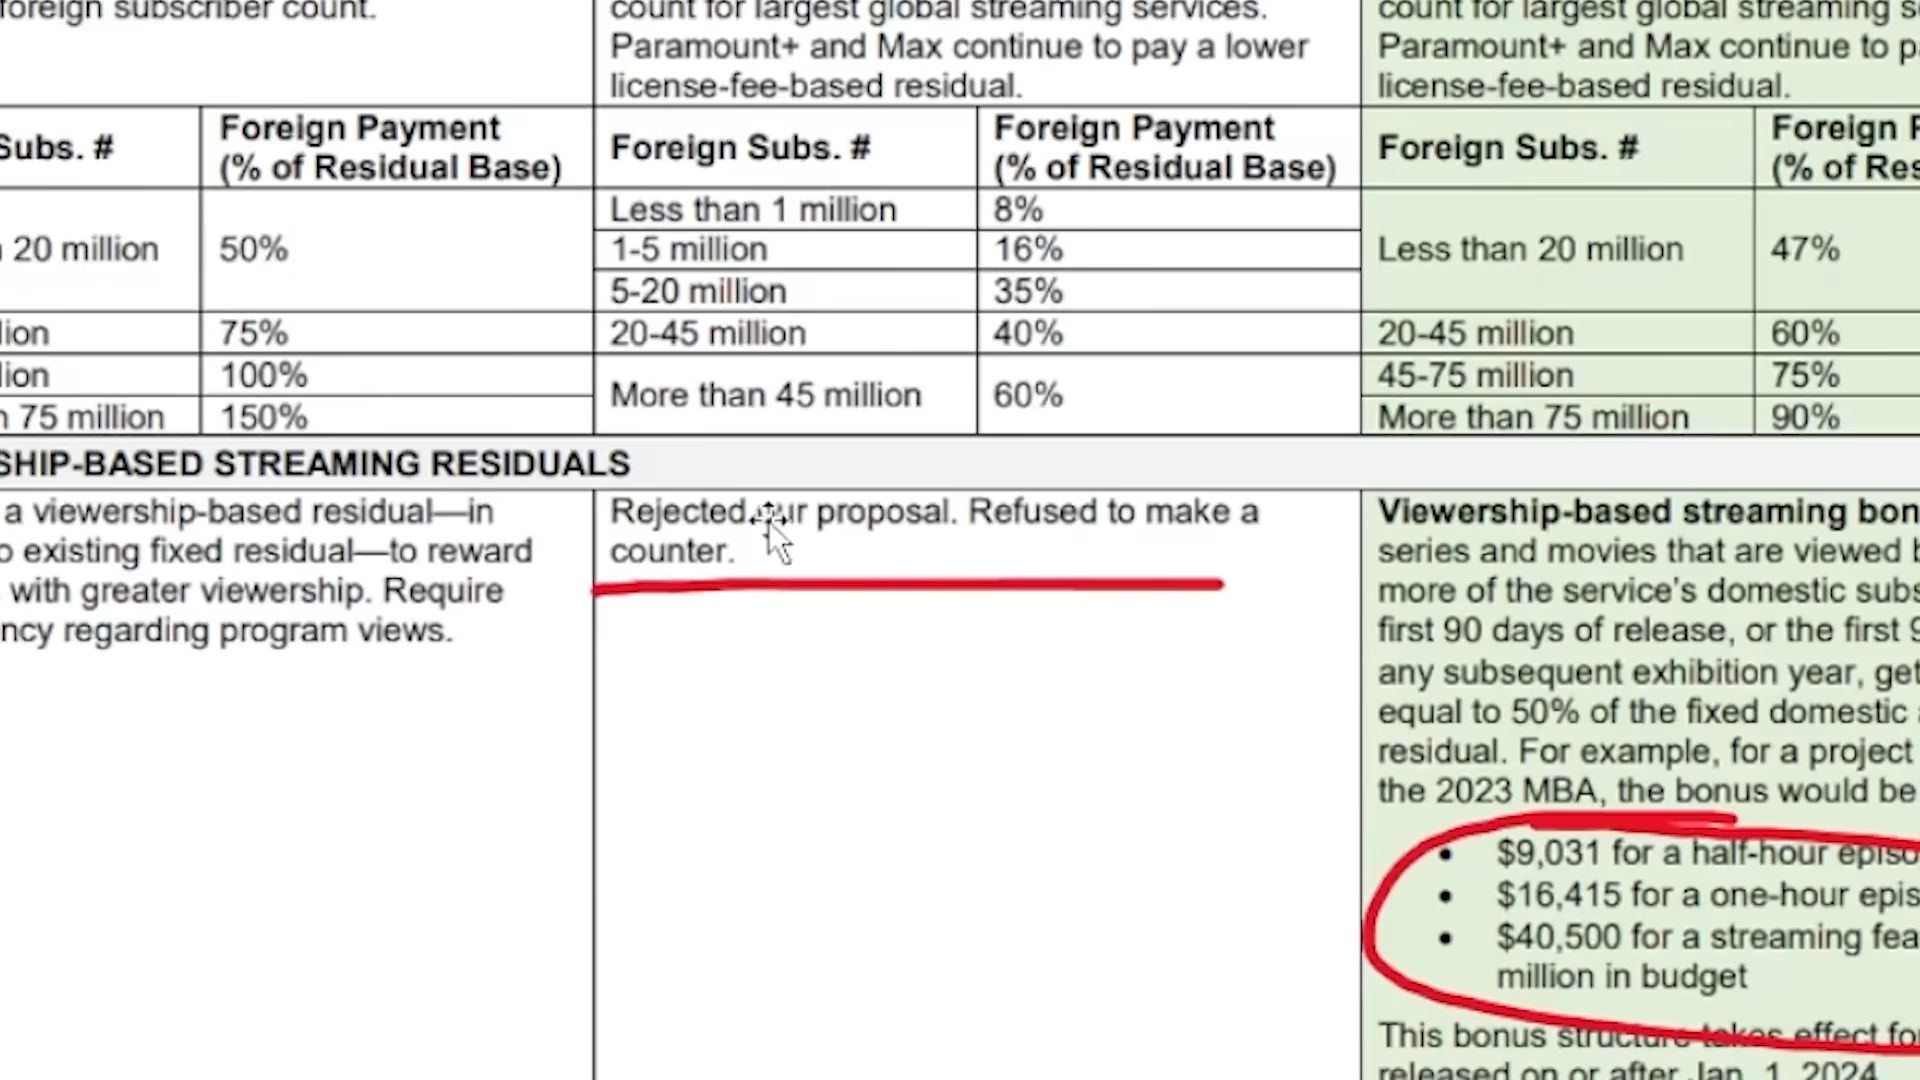 foreign subscriber count.
Subs. #
Foreign Payment
(% of Residual Base)
20 million
50%
75%
100%
75 million
150%
count for largest global streaming services.
Paramount+ and Max continue to pay a lower
license-fee-based residual.
Foreign Subs. #
Foreign Payment
(% of Residual Base)
Less than 1 million
8%
1-5 million
16%
5-20 million
35%
20-45 million
40%
More than 45 million
60%
count for largest global streaming
Paramount+ and Max continue to
license-fee-based residual.
Foreign Subs. #
Foreign
(% of
Less than 20 million
47%
20-45 million
60%
45-75 million
75%
More than 75 million
90%
SHIP-BASED STREAMING RESIDUALS
a viewership-based residual—in
existing fixed residual—to reward
with greater viewership. Require
ncy regarding program views.
Rejected our proposal. Refused to make a
counter.
Viewership-based streaming
series and movies that are viewed
more of the service's domestic
first 90 days of release, or the first
any subsequent exhibition year, get
equal to 50% of the fixed domestic
residual. For example, for a project
the 2023 MBA, the bonus would be
• $9,031 for a half-hour
• $16,415 for a one-hour
• $40,500 for a streaming
million in budget
This bonus structure takes effect
released on or after Jan. 1, 2024